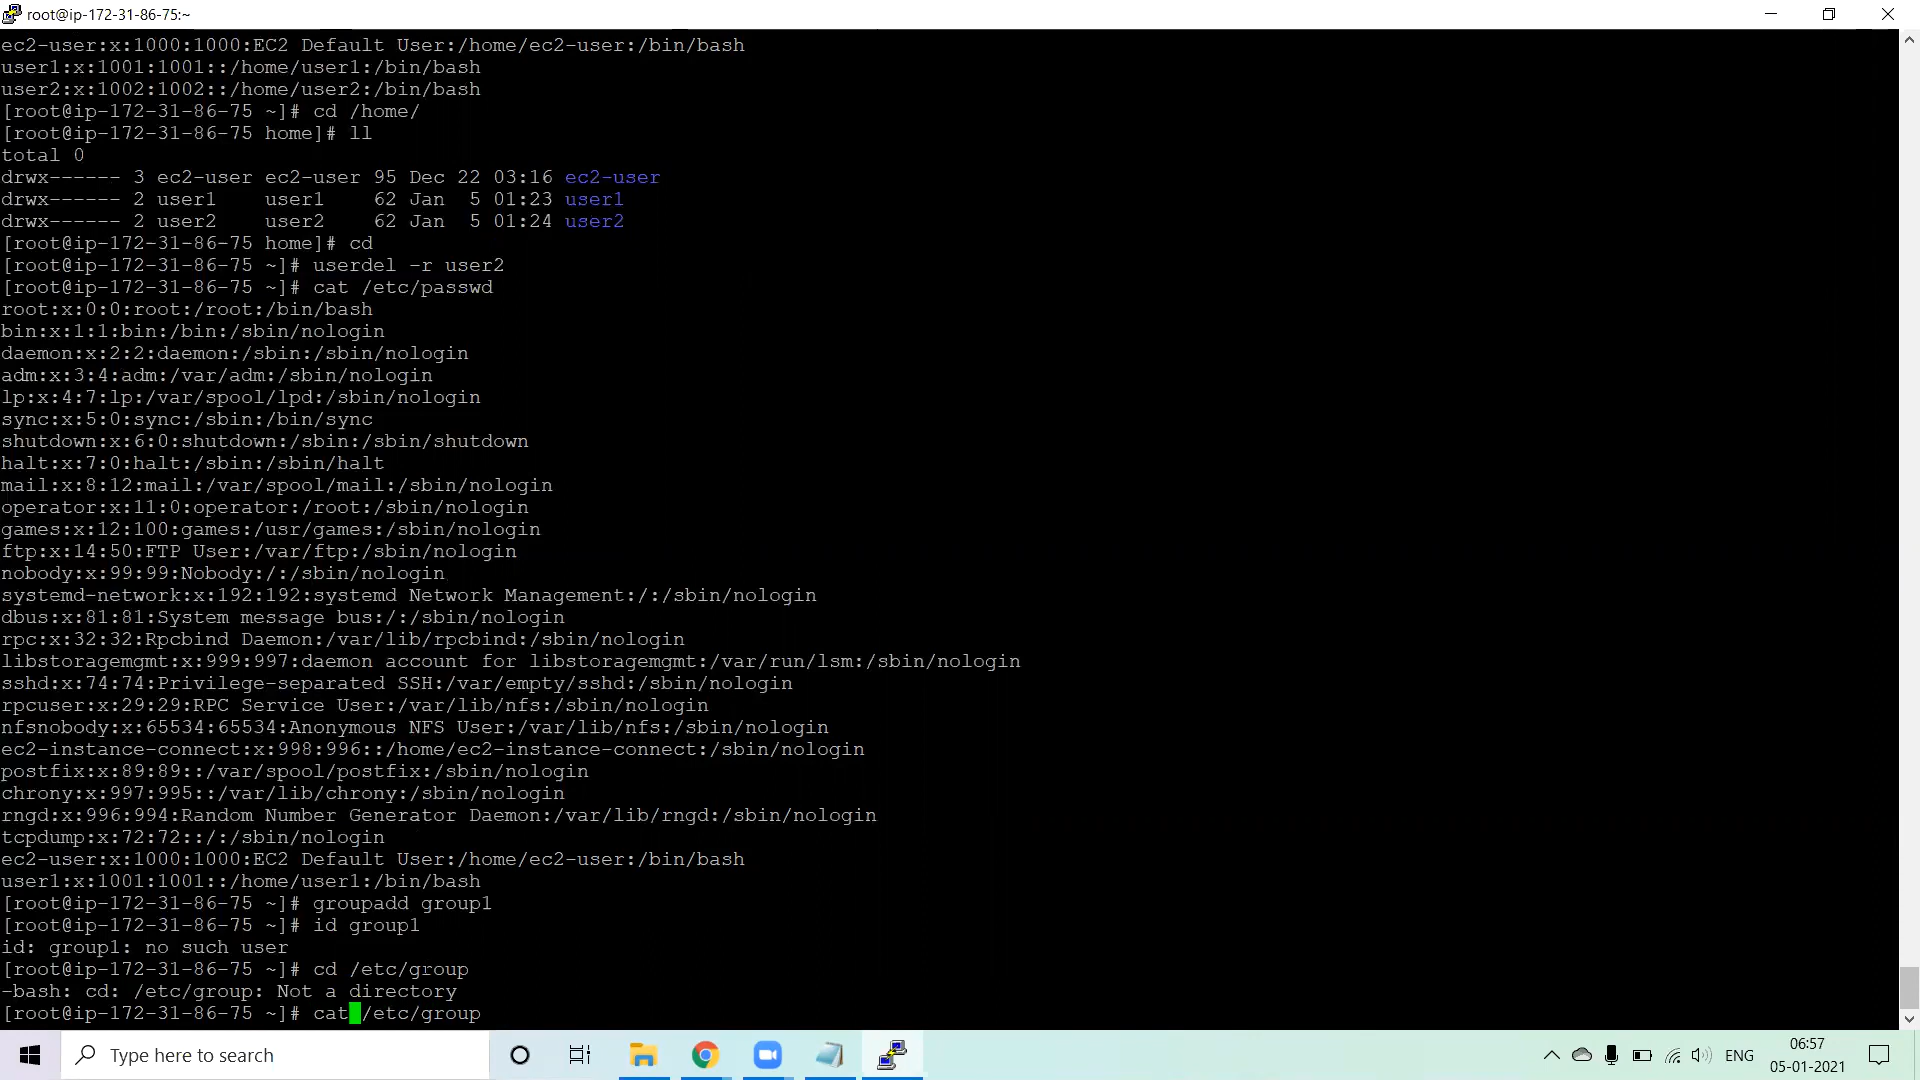 root@ip-172-31-86-75:~
ec2-user:x:1000:1000:EC2 Default User:/home/ec2-user:/bin/bash
user1:x:1001:1001::/home/user1:/bin/bash
user2:x:1002:1002::/home/user2:/bin/bash
[root@ip-172-31-86-75 ~]# cd /home/
[root@ip-172-31-86-75 home]# ll
total 0
drwx------ 3 ec2-user ec2-user 95 Dec 22 03:16 ec2-user
drwx------ 2 user1    user1    62 Jan  5 01:23 user1
drwx------ 2 user2    user2    62 Jan  5 01:24 user2
[root@ip-172-31-86-75 home]# cd
[root@ip-172-31-86-75 ~]# userdel -r user2
[root@ip-172-31-86-75 ~]# cat /etc/passwd
root:x:0:0:root:/root:/bin/bash
bin:x:1:1:bin:/bin:/sbin/nologin
daemon:x:2:2:daemon:/sbin:/sbin/nologin
adm:x:3:4:adm:/var/adm:/sbin/nologin
lp:x:4:7:lp:/var/spool/lpd:/sbin/nologin
sync:x:5:0:sync:/sbin:/bin/sync
shutdown:x:6:0:shutdown:/sbin:/sbin/shutdown
halt:x:7:0:halt:/sbin:/sbin/halt
mail:x:8:12:mail:/var/spool/mail:/sbin/nologin
operator:x:11:0:operator:/root:/sbin/nologin
games:x:12:100:games:/usr/games:/sbin/nologin
ftp:x:14:50:FTP User:/var/ftp:/sbin/nologin
nobody:x:99:99:Nobody:/:/sbin/nologin
systemd-network:x:192:192:systemd Network Management:/:/sbin/nologin
dbus:x:81:81:System message bus:/:/sbin/nologin
rpc:x:32:32:Rpcbind Daemon:/var/lib/rpcbind:/sbin/nologin
libstoragemgmt:x:999:997:daemon account for libstoragemgmt:/var/run/lsm:/sbin/nologin
sshd:x:74:74:Privilege-separated SSH:/var/empty/sshd:/sbin/nologin
rpcuser:x:29:29:RPC Service User:/var/lib/nfs:/sbin/nologin
nfsnobody:x:65534:65534:Anonymous NFS User:/var/lib/nfs:/sbin/nologin
ec2-instance-connect:x:998:996::/home/ec2-instance-connect:/sbin/nologin
postfix:x:89:89::/var/spool/postfix:/sbin/nologin
chrony:x:997:995::/var/lib/chrony:/sbin/nologin
rngd:x:996:994:Random Number Generator Daemon:/var/lib/rngd:/sbin/nologin
tcpdump:x:72:72::/:/sbin/nologin
ec2-user:x:1000:1000:EC2 Default User:/home/ec2-user:/bin/bash
user1:x:1001:1001::/home/user1:/bin/bash
[root@ip-172-31-86-75 ~]# groupadd group1
[root@ip-172-31-86-75 ~]# id group1
id: group1: no such user
[root@ip-172-31-86-75 ~]# cd /etc/group
-bash: cd: /etc/group: Not a directory
[root@ip-172-31-86-75 ~]# cat /etc/group
Type here to search
ENG
06:57
05-01-2021